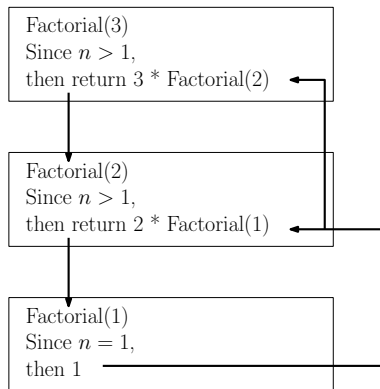 Factorial(3)
Since n > 1,
then return 3 * Factorial(2)
Factorial(2)
Since n > 1,
then return 2 * Factorial(1)
Factorial(1)
Since n = 1,
then 1